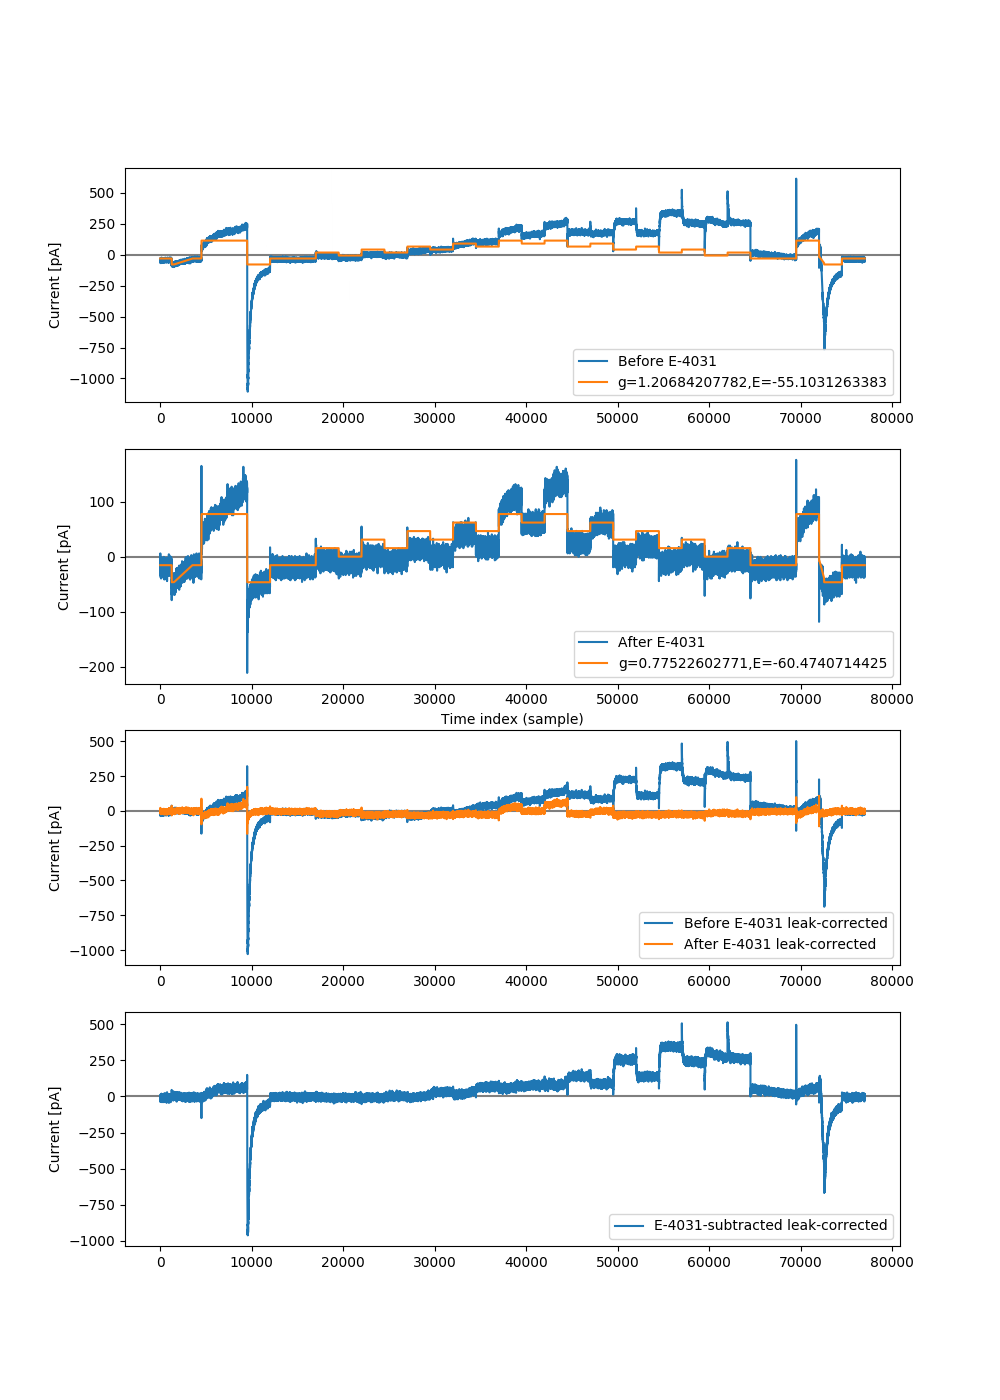 500
250
0
−250
−500
−750
−1000
Current [pA]
Before E-4031
g=1.20684207782,E=-55.1031263383
0 10000 20000 30000 40000 50000 60000 70000 80000
100
0
−100
−200
Current [pA]
After E-4031
g=0.77522602771,E=-60.4740714425
0 10000 20000 30000 40000 50000 60000 70000 80000
Time index (sample)
500
250
0
−250
−500
−750
−1000
Current [pA]
Before E-4031 leak-corrected
After E-4031 leak-corrected
0 10000 20000 30000 40000 50000 60000 70000 80000
500
250
0
−250
−500
−750
−1000
Current [pA]
E-4031-subtracted leak-corrected
0 10000 20000 30000 40000 50000 60000 70000 80000